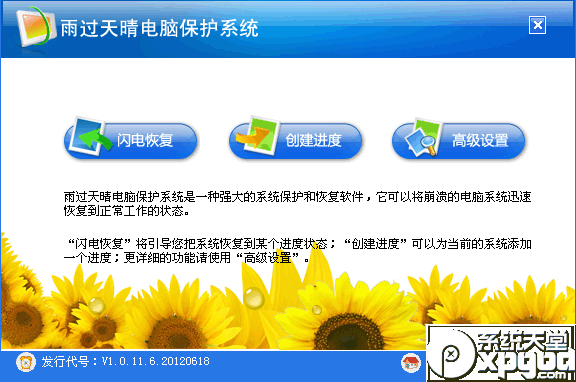 雨过天晴电脑保护系统
闪电恢复
创建进度
高级设置
雨过天晴电脑保护系统是一种强大的系统保护和恢复软件，它可以将崩溃的电脑系统迅速
恢复到正常工作的状态。
“闪电恢复”将引导您把系统恢复到某个进度状态；“创建进度”可以为当前的系统添加
一个进度；更详细的功能请使用“高级设置”。
发行代号：V1.0.11.6.20120618
系统天堂
Pxpgod
.com